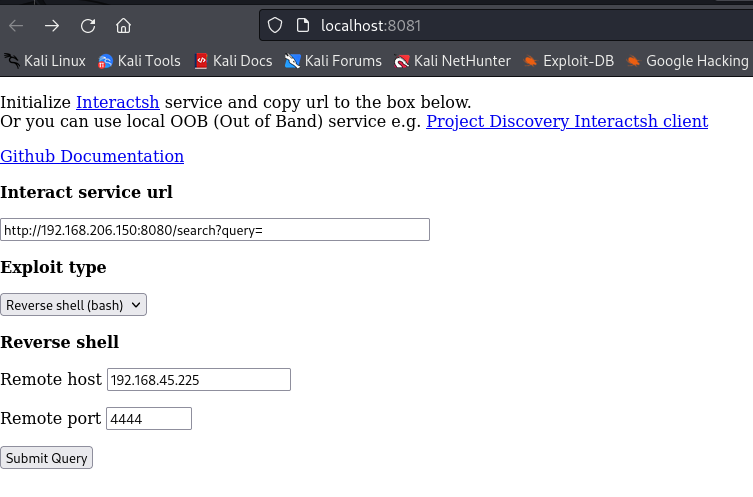 localhost:8081
Kali Linux Kali Tools Kali Docs Kali Forums Kali NetHunter Exploit-DB Google Hacking
Initialize Interactsh service and copy url to the box below.
Or you can use local OOB (Out of Band) service e.g. Project Discovery Interactsh client
Github Documentation
Interact service url
http://192.168.206.150:8080/search?query=
Exploit type
Reverse shell (bash)
Reverse shell
Remote host 192.168.45.225
Remote port 4444
Submit Query